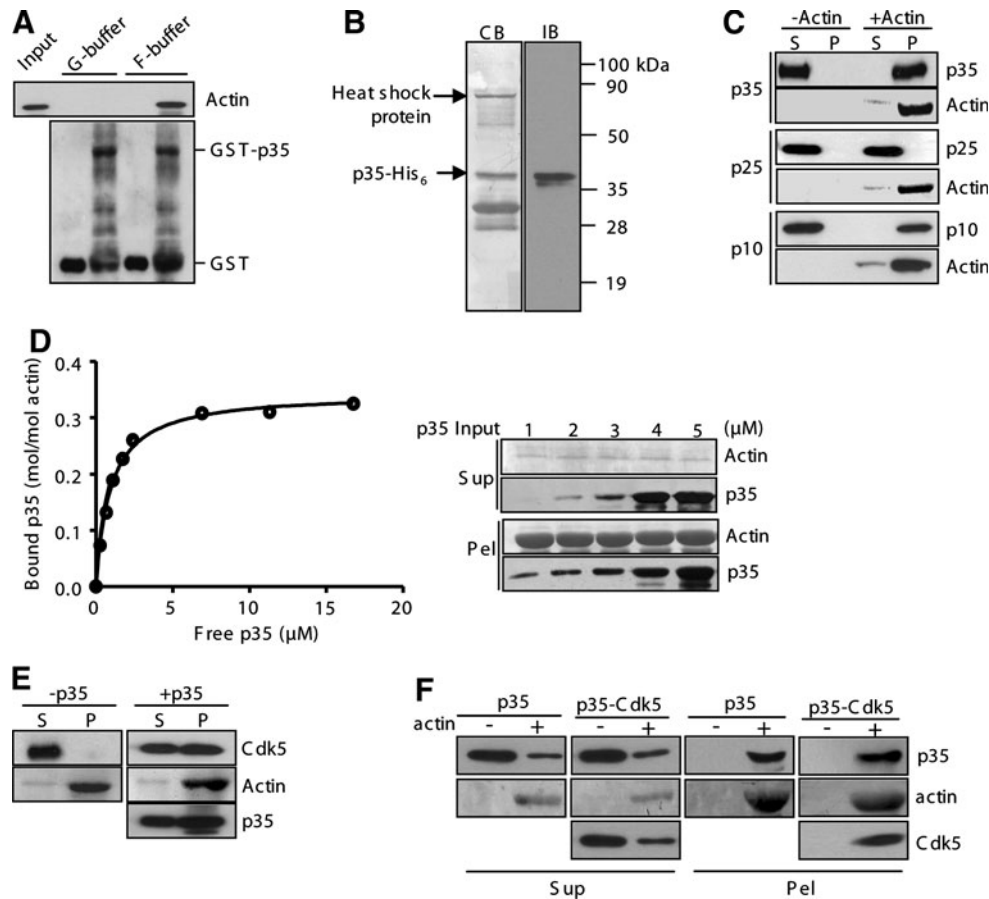 A
Input
G-buffer
F-buffer
Actin
GST-p35
GST
B
CB
IB
Heat shock
protein
p35-His6
100 kDa
90
50
35
28
19
C
-Actin
+Actin
S P S P
p35
p35
Actin
p25
p25
Actin
p10
p10
Actin
D
Bound p35 (mol/mol actin)
0.4
0.3
0.2
0.1
0.0
0 5 10 15 20
Free p35 (µM)
p35 Input 1 2 3 4 5 (µM)
Sup
Actin
p35
Pel
Actin
p35
E
-p35
+p35
S P S P
Cdk5
Actin
p35
F
p35 p35-Cdk5 p35 p35-Cdk5
actin - + - + - + - +
p35
actin
Cdk5
Sup
Pel